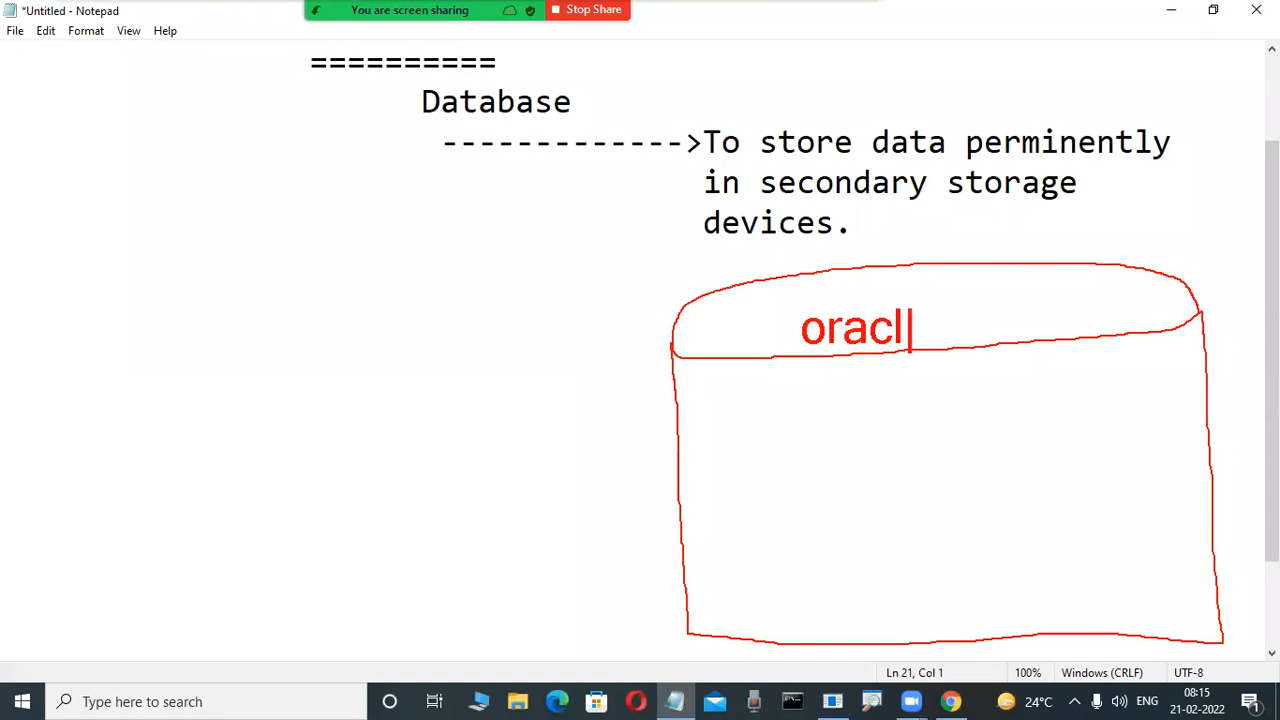 *Untitled - Notepad
You are screen sharing
Stop Share
File Edit Format View Help
==========
Database
------------->To store data perminently
in secondary storage
devices.
oracl
Ln 21, Col 1 100% Windows (CRLF) UTF-8
Type here to search
24°C ENG 08:15
21-02-2022
1